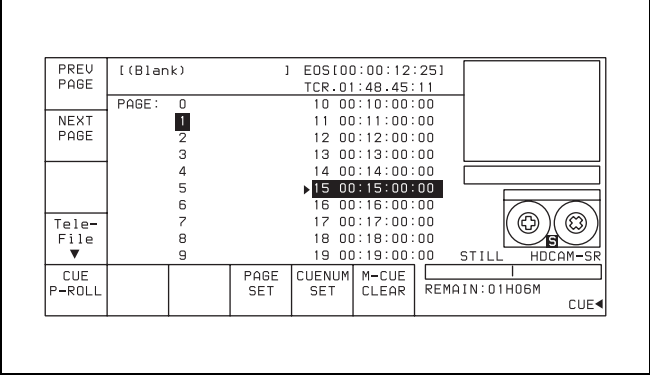 PREV PAGE
[(Blank) ] EOS[00:00:12:25]
TCR.01:48.45:11
NEXT PAGE
PAGE: 0 10 00:10:00:00
1 11 00:11:00:00
2 12 00:12:00:00
3 13 00:13:00:00
4 14 00:14:00:00
5 15 00:15:00:00
6 16 00:16:00:00
7 17 00:17:00:00
8 18 00:18:00:00
9 19 00:19:00:00
Tele-File
S
STILL HDCAM-SR
CUE P-ROLL
PAGE SET
CUENUM SET
M-CUE CLEAR
REMAIN:01H06M
CUE